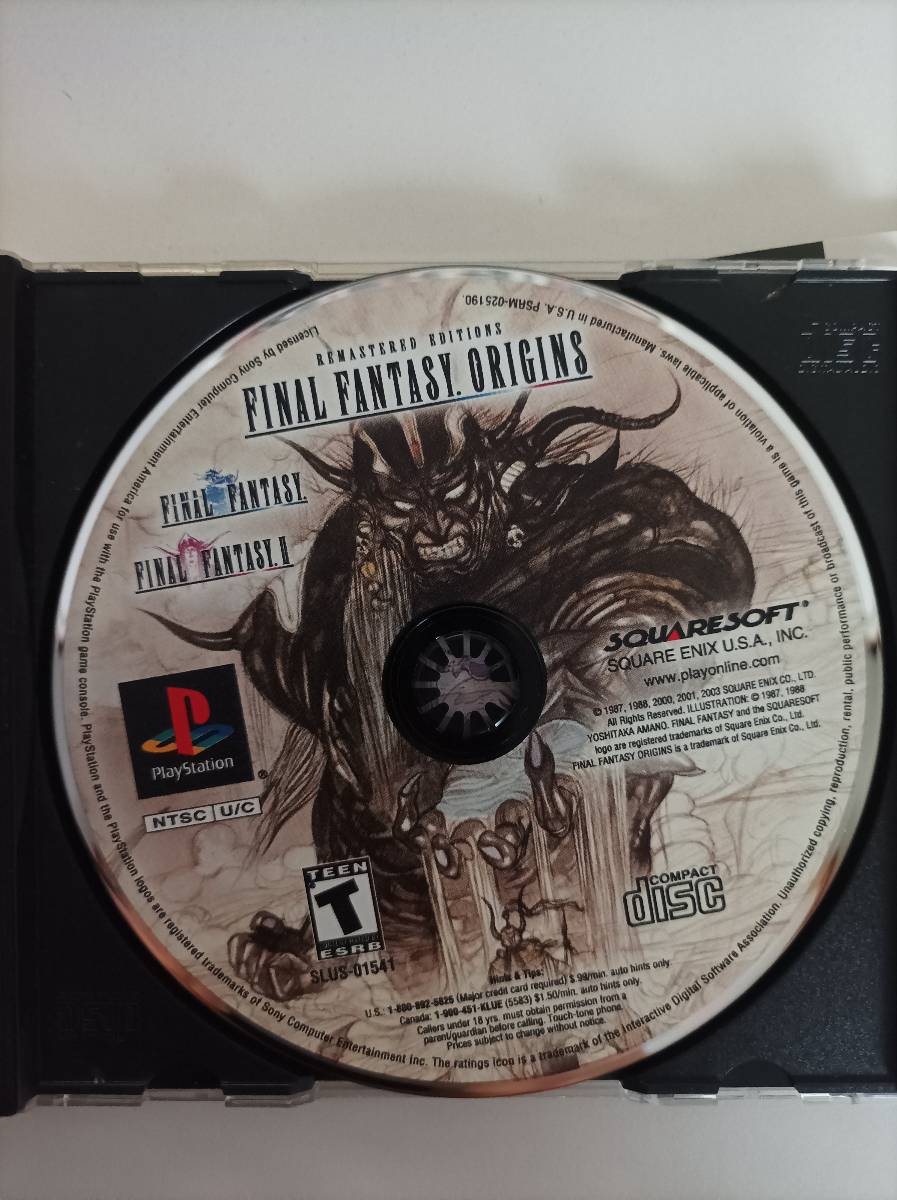 REMASTERED EDITIONS
FINAL FANTASY. ORIGINS
FINAL FANTASY.
FINAL FANTASY. II
PlayStation
®
NTSC U/C
SQUARESOFT®
SQUARE ENIX U.S.A., INC.
www.playonline.com
© 1987, 1988, 2000, 2001, 2003 SQUARE ENIX CO., LTD.
All Rights Reserved. ILLUSTRATION: © 1987, 1988
YOSHITAKA AMANO. FINAL FANTASY and the SQUARESOFT
logo are registered trademarks of Square Enix Co., Ltd.
FINAL FANTASY ORIGINS is a trademark of Square Enix Co., Ltd.
TEEN
T
ESRB
SLUS-01541
COMPACT
disc
Hints & Tips:
U.S. 1-800-892-5825 (Major credit card required) $.99/min. auto hints only.
Canada: 1-900-451-KLUE (5583) $1.50/min. auto hints only.
Callers under 18 yrs. must obtain permission from a
parent/guardian before calling. Touch-tone phone.
Prices subject to change without notice.
Licensed by Sony Computer Entertainment America for use with the PlayStation game console. PlayStation and the PlayStation logos are registered trademarks of Sony Computer Entertainment Inc. The ratings icon is a trademark of the Interactive Digital Software Association. Unauthorized copying, reproduction, rental, public performance or broadcast of this game is a violation of applicable laws. Manufactured in U.S.A. PSRM-025190.